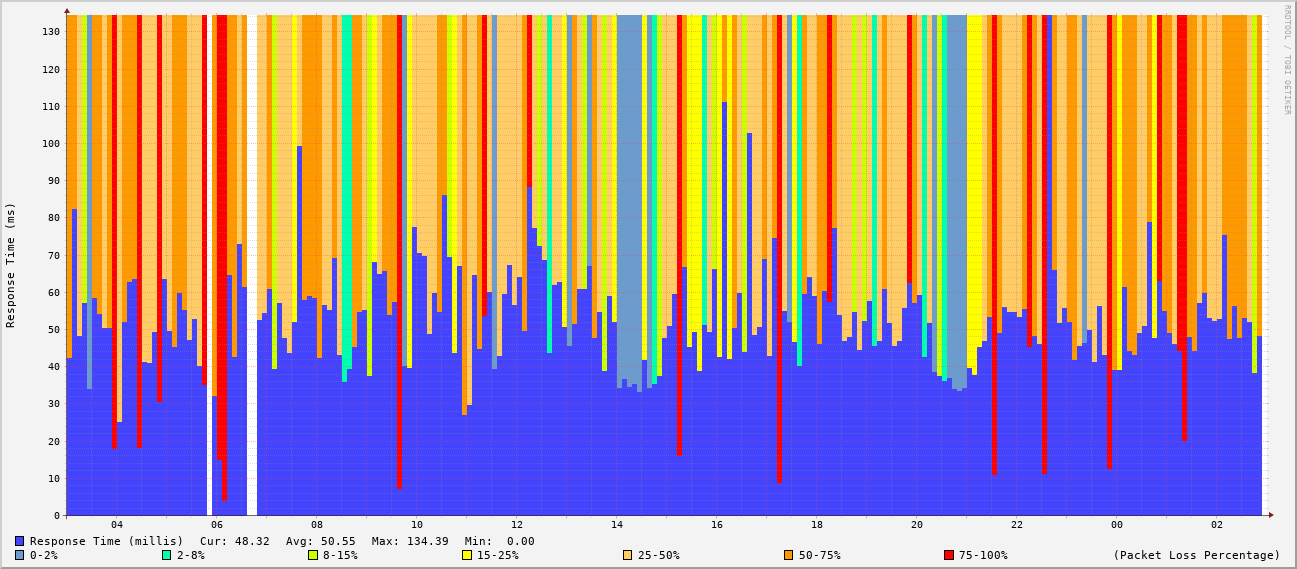 RRDTOOL / TOBI OETIKER
Response Time (ms)
130
120
110
100
90
80
70
60
50
40
30
20
10
0
04 06 08 10 12 14 16 18 20 22 00 02
Response Time (millis) Cur: 48.32 Avg: 50.55 Max: 134.39 Min: 0.00
0-2% 2-8% 8-15% 15-25% 25-50% 50-75% 75-100% (Packet Loss Percentage)